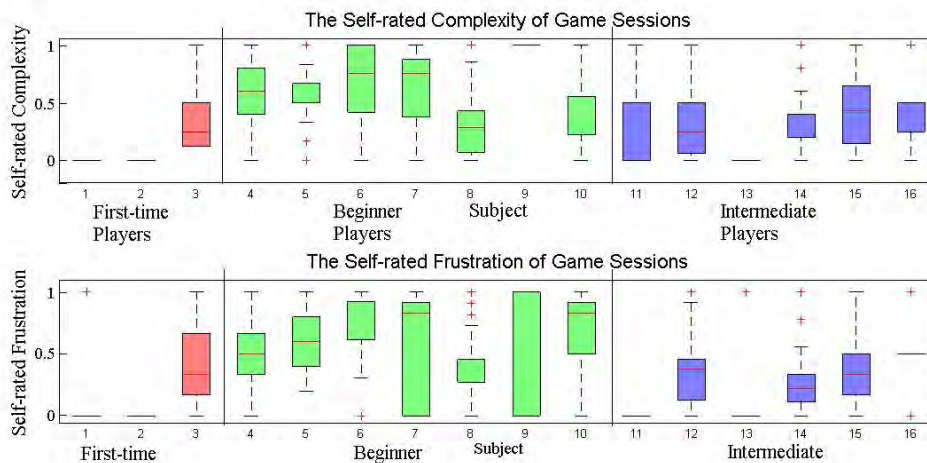 The Self-rated Complexity of Game Sessions
Self-rated Complexity
1
0.5
0
1 2 3 4 5 6 7 8 9 10 11 12 13 14 15 16
First-time Players
Beginner Players
Subject
Intermediate Players
The Self-rated Frustration of Game Sessions
Self-rated Frustration
1
0.5
0
1 2 3 4 5 6 7 8 9 10 11 12 13 14 15 16
First-time
Beginner
Subject
Intermediate